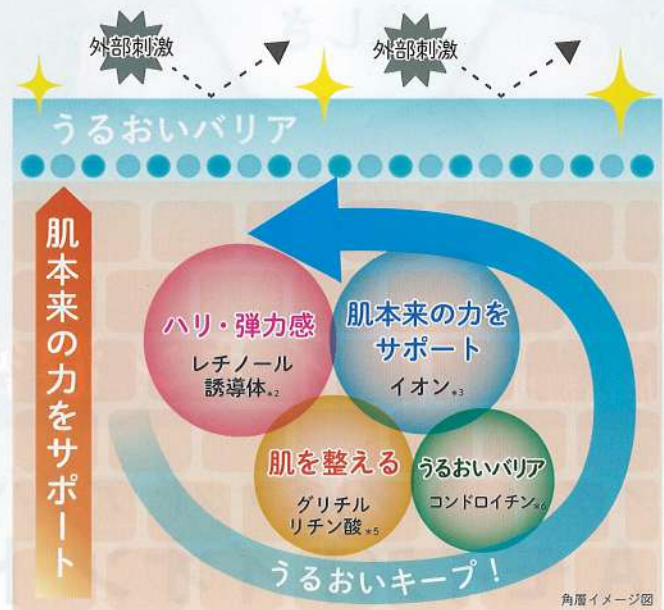 外部刺激
外部刺激
うるおいバリア
肌本来の力をサポート
ハリ・弾力感
レチノール
誘導体*2
肌本来の力を
サポート
イオン*3
肌を整える
グリチル
リチン酸*5
うるおいバリア
コンドロイチン*6
うるおいキープ！
角層イメージ図